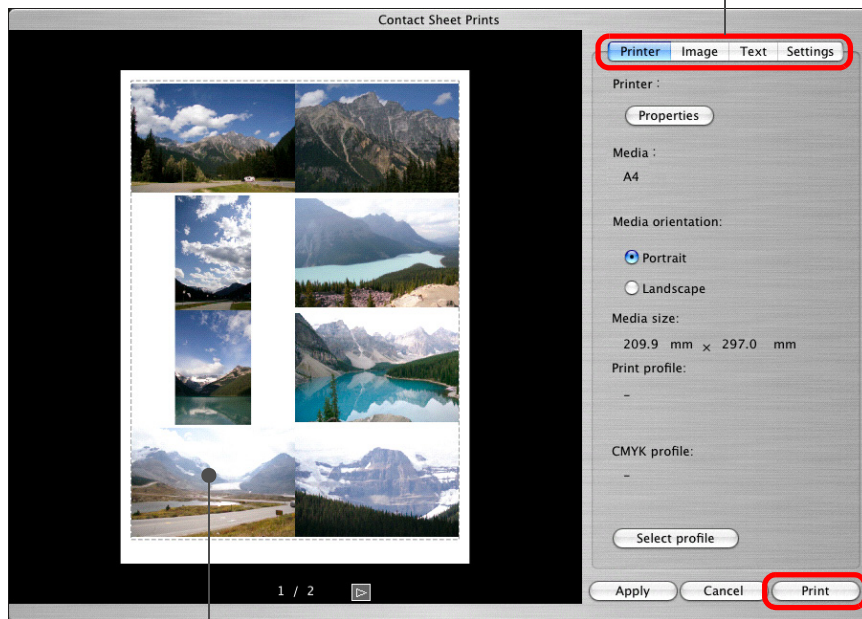 Contact Sheet Prints
Printer Image Text Settings
Printer :
Properties
Media :
A4
Media orientation:
Portrait
Landscape
Media size:
209.9 mm × 297.0 mm
Print profile:
–
CMYK profile:
–
Select profile
1 / 2
Apply Cancel Print